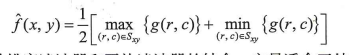 f̂(x, y) = 1/2 [ max_{(r, c)∈S_xy} {g(r, c)} + min_{(r, c)∈S_xy} {g(r, c)} ]